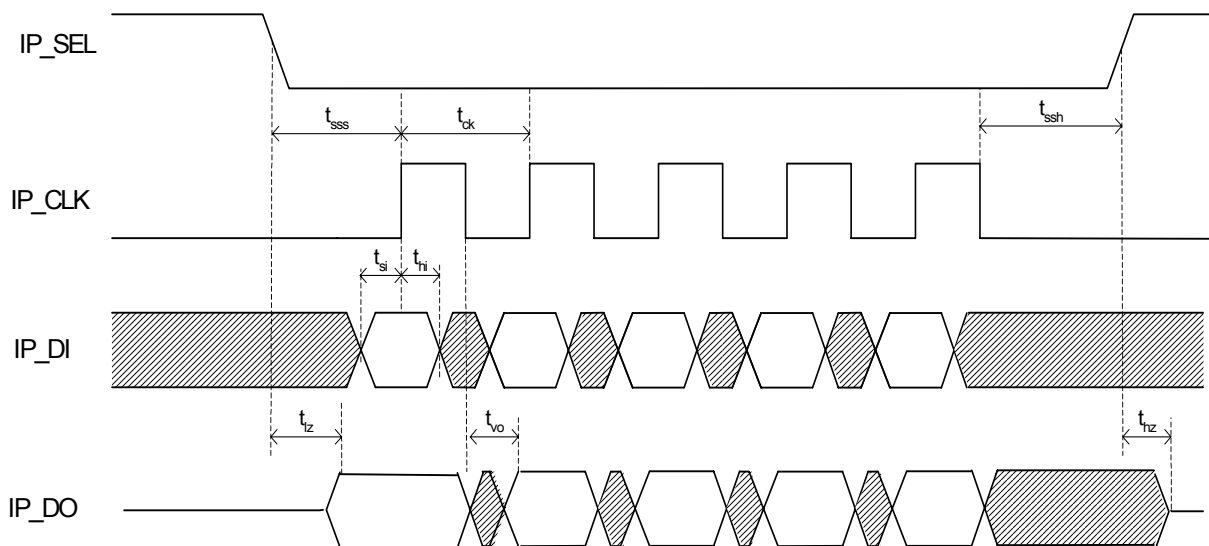 IP_SEL
tsss
tck
tssh
IP_CLK
tsi
thi
IP_DI
tlz
tvo
thz
IP_DO